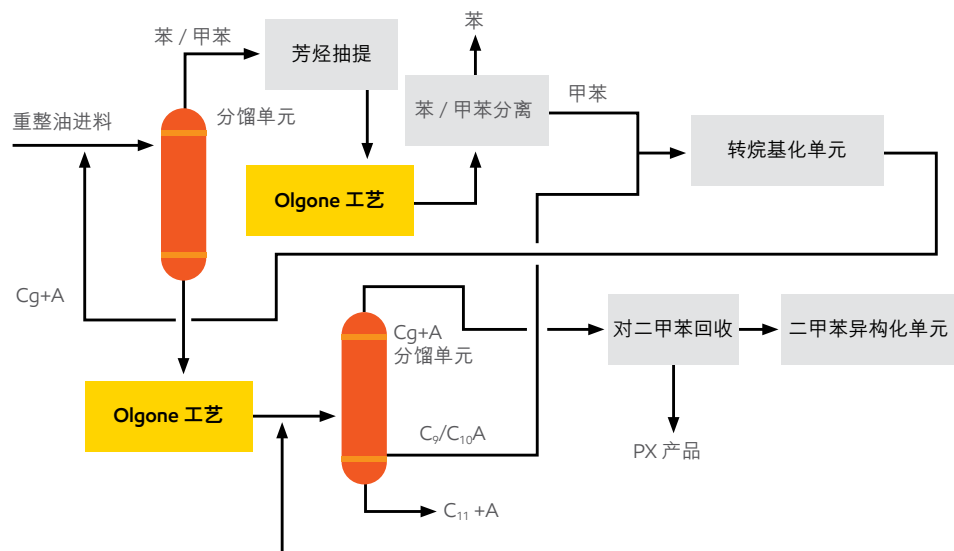 苯
苯 / 甲苯
芳烃抽提
苯 / 甲苯分离
甲苯
重整油进料
分馏单元
转烷基化单元
Olgone 工艺
Cg+A
Cg+A
分馏单元
对二甲苯回收
二甲苯异构化单元
Olgone 工艺
C₉/C₁₀A
PX 产品
C₁₁ +A